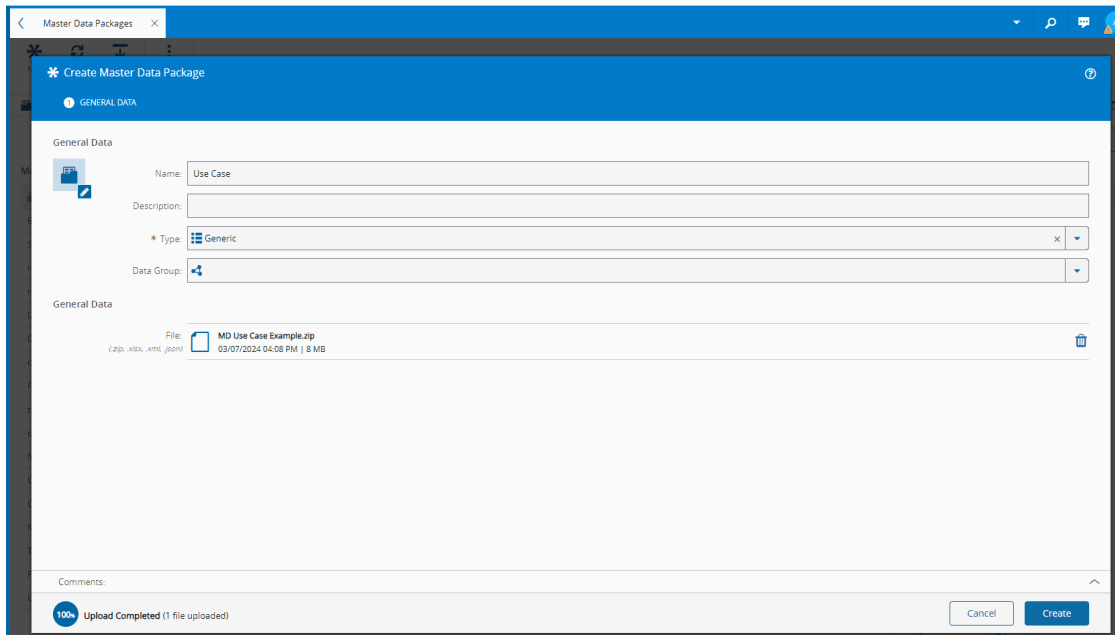 Master Data Packages
Create Master Data Package
1 GENERAL DATA
General Data
Name: Use Case
Description:
* Type: Generic
Data Group:
General Data
File: MD Use Case Example.zip
(.zip, .xlsx, .xml, .json) 03/07/2024 04:08 PM | 8 MB
Comments:
100% Upload Completed (1 file uploaded) Cancel Create